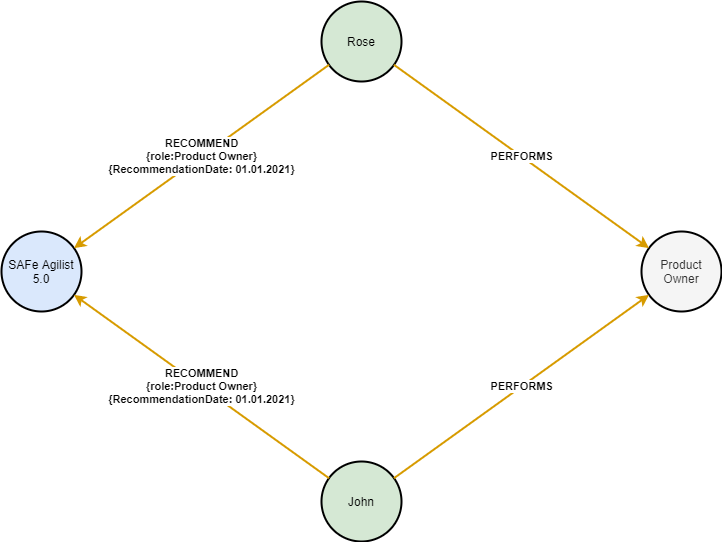 Rose
RECOMMEND
{role:Product Owner}
{RecommendationDate: 01.01.2021}
PERFORMS
SAFe Agilist
5.0
Product
Owner
RECOMMEND
{role:Product Owner}
{RecommendationDate: 01.01.2021}
PERFORMS
John